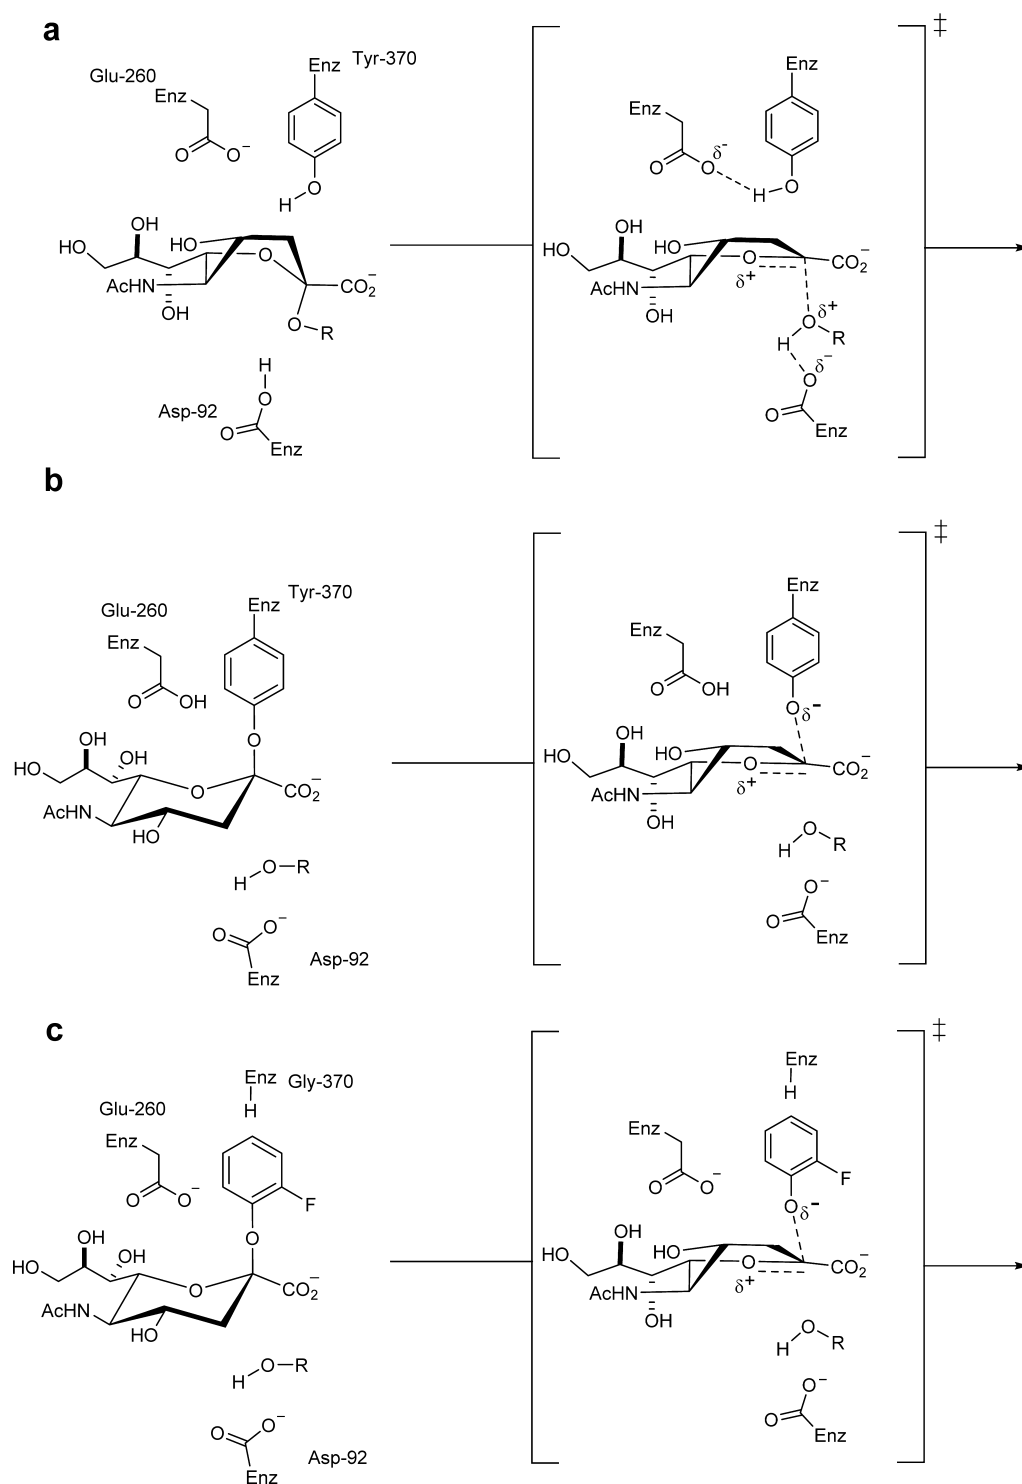 a
‡
Glu-260
Enz
Tyr-370
Enz
O
O⁻
O
H
OH
HO
HO
O
AcHN
CO₂⁻
OH
O
R
H
O
Asp-92
O
Enz
Enz
Enz
δ⁻
O
O
H
O
OH
HO
HO
O
δ⁺
CO₂⁻
AcHN
OH
δ⁺
O
H
R
δ⁻
O
O
Enz
b
‡
Glu-260
Enz
Tyr-370
Enz
O
OH
O
OH
HO
OH
O
CO₂⁻
AcHN
HO
O
R
H
O⁻
O
Enz
Asp-92
Enz
Enz
O
OH
O
δ⁻
OH
HO
HO
O
δ⁺
CO₂⁻
AcHN
OH
O
H
R
O⁻
O
Enz
c
‡
Enz
Gly-370
H
Glu-260
Enz
O
O⁻
F
O
OH
HO
OH
O
CO₂⁻
AcHN
HO
O
R
H
O⁻
O
Enz
Asp-92
Enz
H
Enz
O
O⁻
F
O
δ⁻
OH
HO
HO
O
δ⁺
CO₂⁻
AcHN
OH
O
H
R
O⁻
O
Enz